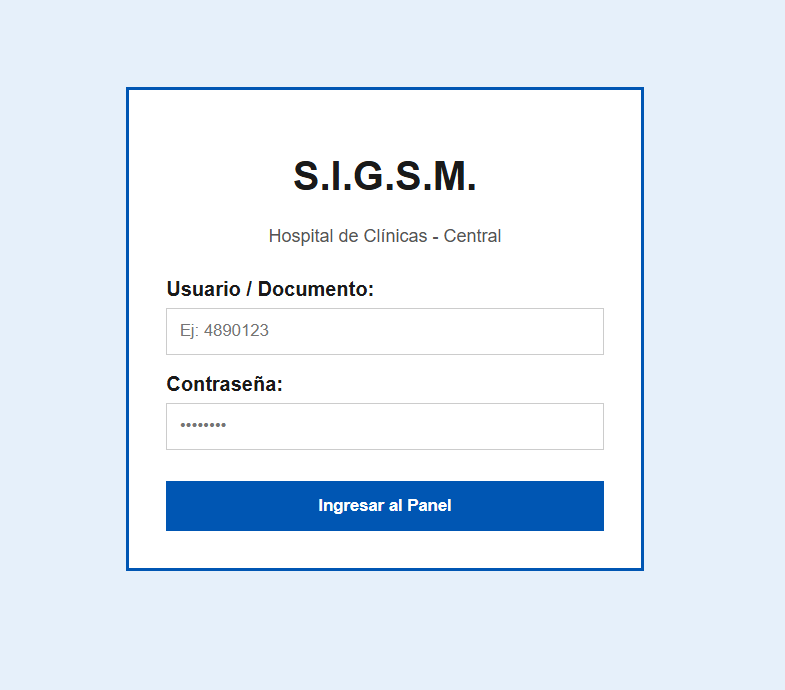 S.I.G.S.M.
Hospital de Clínicas - Central
Usuario / Documento:
Ej: 4890123
Contraseña:
••••••••
Ingresar al Panel